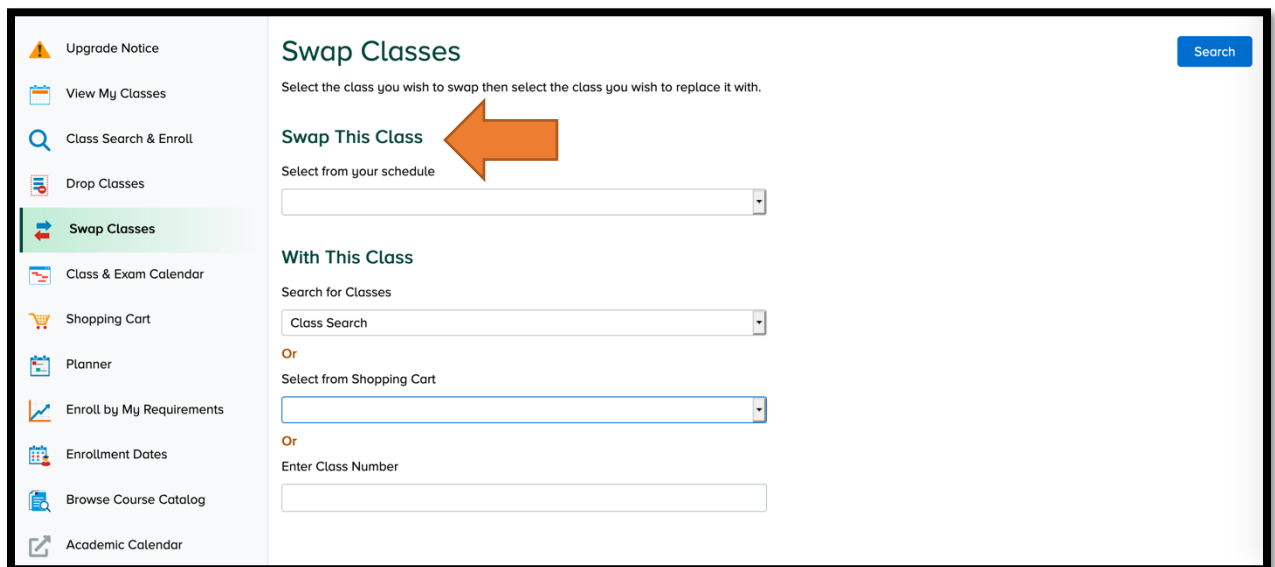 Upgrade Notice
View My Classes
Class Search & Enroll
Drop Classes
Swap Classes
Class & Exam Calendar
Shopping Cart
Planner
Enroll by My Requirements
Enrollment Dates
Browse Course Catalog
Academic Calendar
Swap Classes
Search
Select the class you wish to swap then select the class you wish to replace it with.
Swap This Class
Select from your schedule
With This Class
Search for Classes
Class Search
Or
Select from Shopping Cart
Or
Enter Class Number